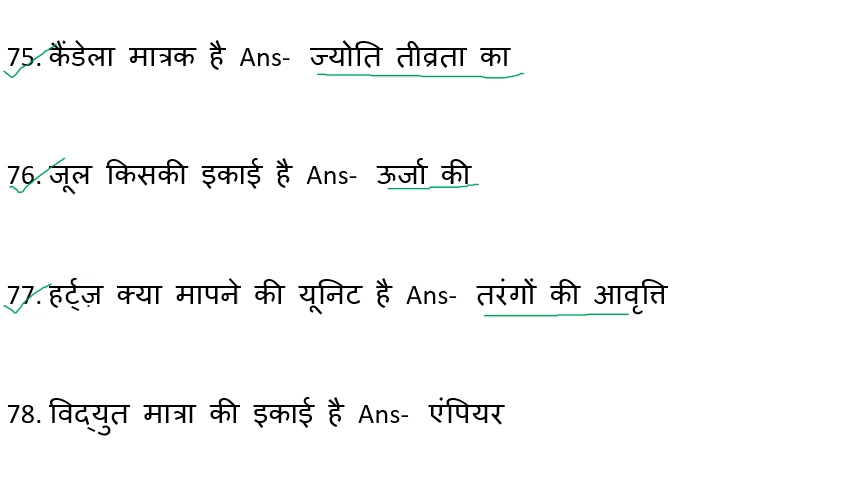 75. कैंडेला मात्रक है Ans- ज्योति तीव्रता का
76. जूल किसकी इकाई है Ans- ऊर्जा की
77. हर्ट्ज़ क्या मापने की यूनिट है Ans- तरंगों की आवृत्ति
78. विद्युत मात्रा की इकाई है Ans- एंपियर